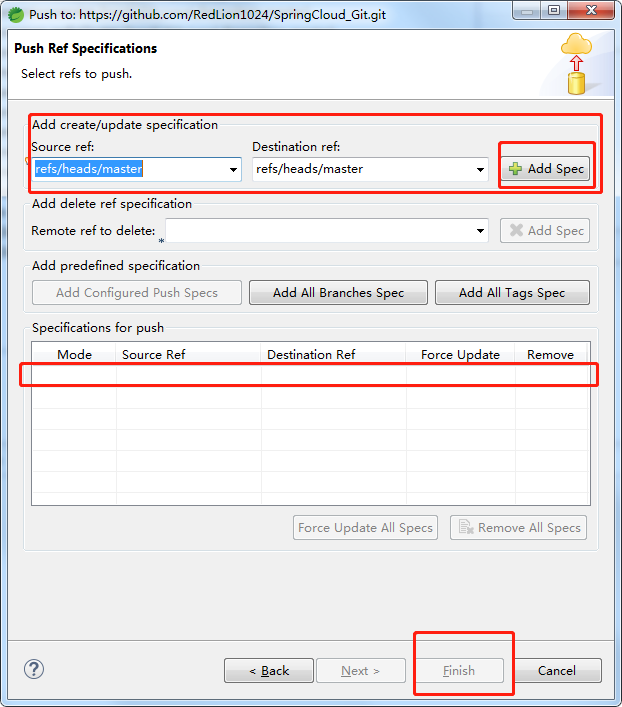 Push to: https://github.com/RedLion1024/SpringCloud_Git.git
Push Ref Specifications
Select refs to push.
Add create/update specification
Source ref: Destination ref:
refs/heads/master refs/heads/master Add Spec
Add delete ref specification
Remote ref to delete: * Add Spec
Add predefined specification
Add Configured Push Specs Add All Branches Spec Add All Tags Spec
Specifications for push
Mode Source Ref Destination Ref Force Update Remove
Force Update All Specs Remove All Specs
? < Back Next > Finish Cancel